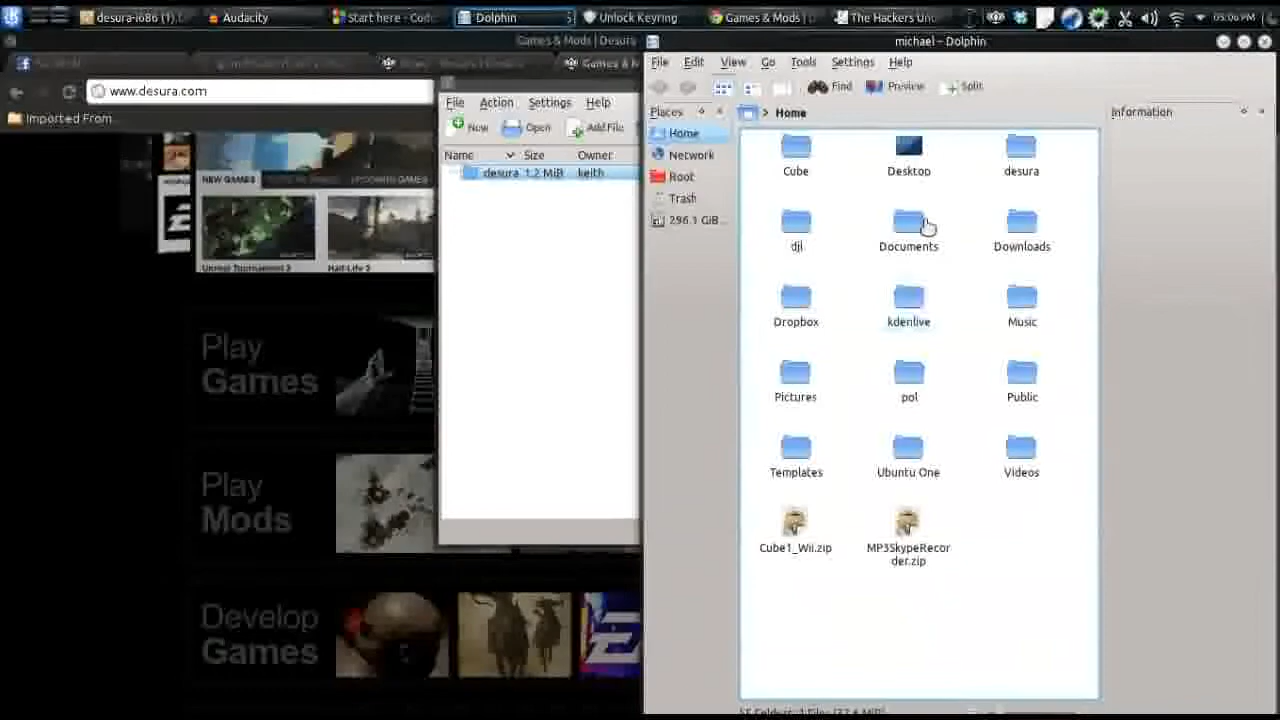 desura-i686 (1).t
Audacity
Start here - Cod
Dolphin
Unlock Keyring
Games & Mods | D
The Hackers Und
05:06 PM
Games & Mods | Desura
michael – Dolphin
Games & M
File Edit View Go Tools Settings Help
www.desura.com
Find Preview Split
Imported From
File Action Settings Help
New Open Add File
Name Size Owner
desura 1.2 MiB keith
Places
Home
Network
Root
Trash
296.1 GiB
> Home
Information
Cube Desktop desura
djl Documents Downloads
Dropbox kdenlive Music
Pictures pol Public
Templates Ubuntu One Videos
Cube1_Wii.zip MP3SkypeRecor
der.zip
NEW GAMES
UPCOMING GAMES
Unreal Tournament 3 Half-Life 2
Play
Games
Play
Mods
Develop
Games